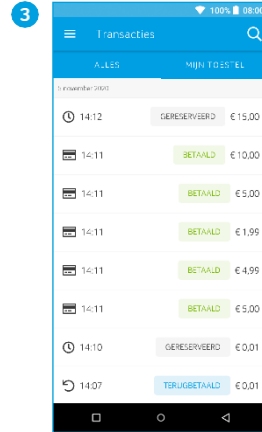 3
100% 08:00
Transacties
ALLES MIJN TOESTEL
5 november 2020
14:12 GERESERVEERD € 15,00
14:11 BETAALD € 10,00
14:11 BETAALD € 5,00
14:11 BETAALD € 1,99
14:11 BETAALD € 4,99
14:11 BETAALD € 5,00
14:10 GERESERVEERD € 0,01
14:07 TERUGBETAALD € 0,01